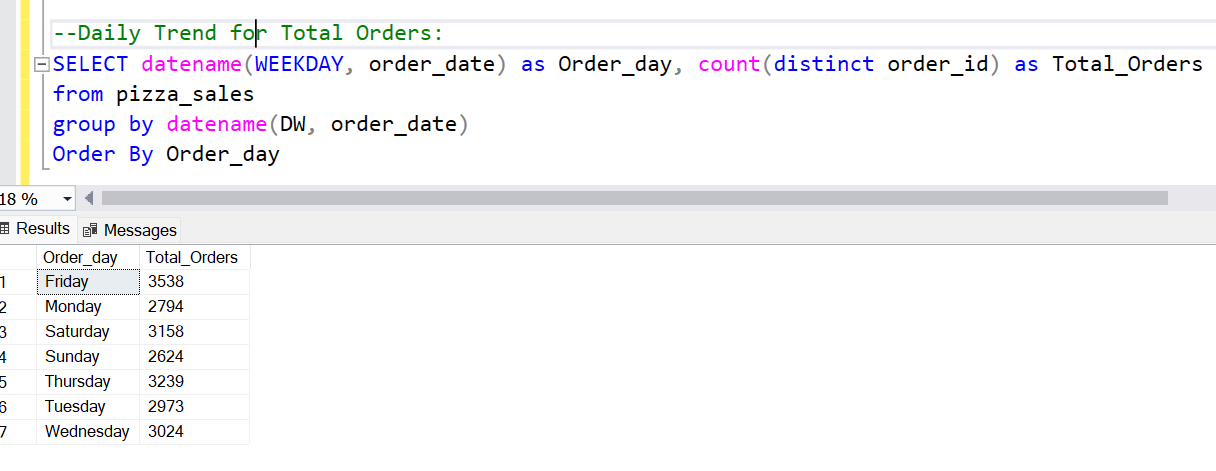 --Daily Trend for Total Orders:
SELECT datename(WEEKDAY, order_date) as Order_day, count(distinct order_id) as Total_Orders
from pizza_sales
group by datename(DW, order_date)
Order By Order_day
18 %
Results Messages
Order_day Total_Orders
1 Friday 3538
2 Monday 2794
3 Saturday 3158
4 Sunday 2624
5 Thursday 3239
6 Tuesday 2973
7 Wednesday 3024